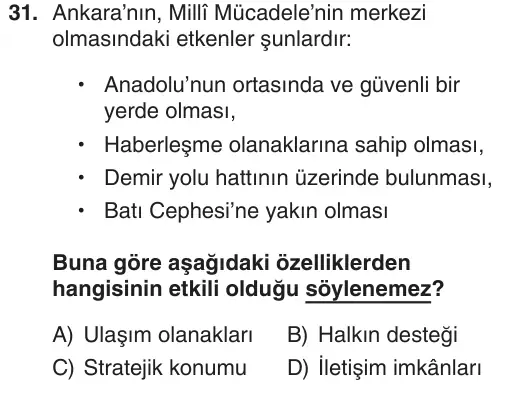 31. Ankara’nın, Millî Mücadele’nin merkezi
olmasındaki etkenler şunlardır:
• Anadolu’nun ortasında ve güvenli bir
yerde olması,
• Haberleşme olanaklarına sahip olması,
• Demir yolu hattının üzerinde bulunması,
• Batı Cephesi’ne yakın olması
Buna göre aşağıdaki özelliklerden
hangisinin etkili olduğu söylenemez?
A) Ulaşım olanakları B) Halkın desteği
C) Stratejik konumu D) İletişim imkânları